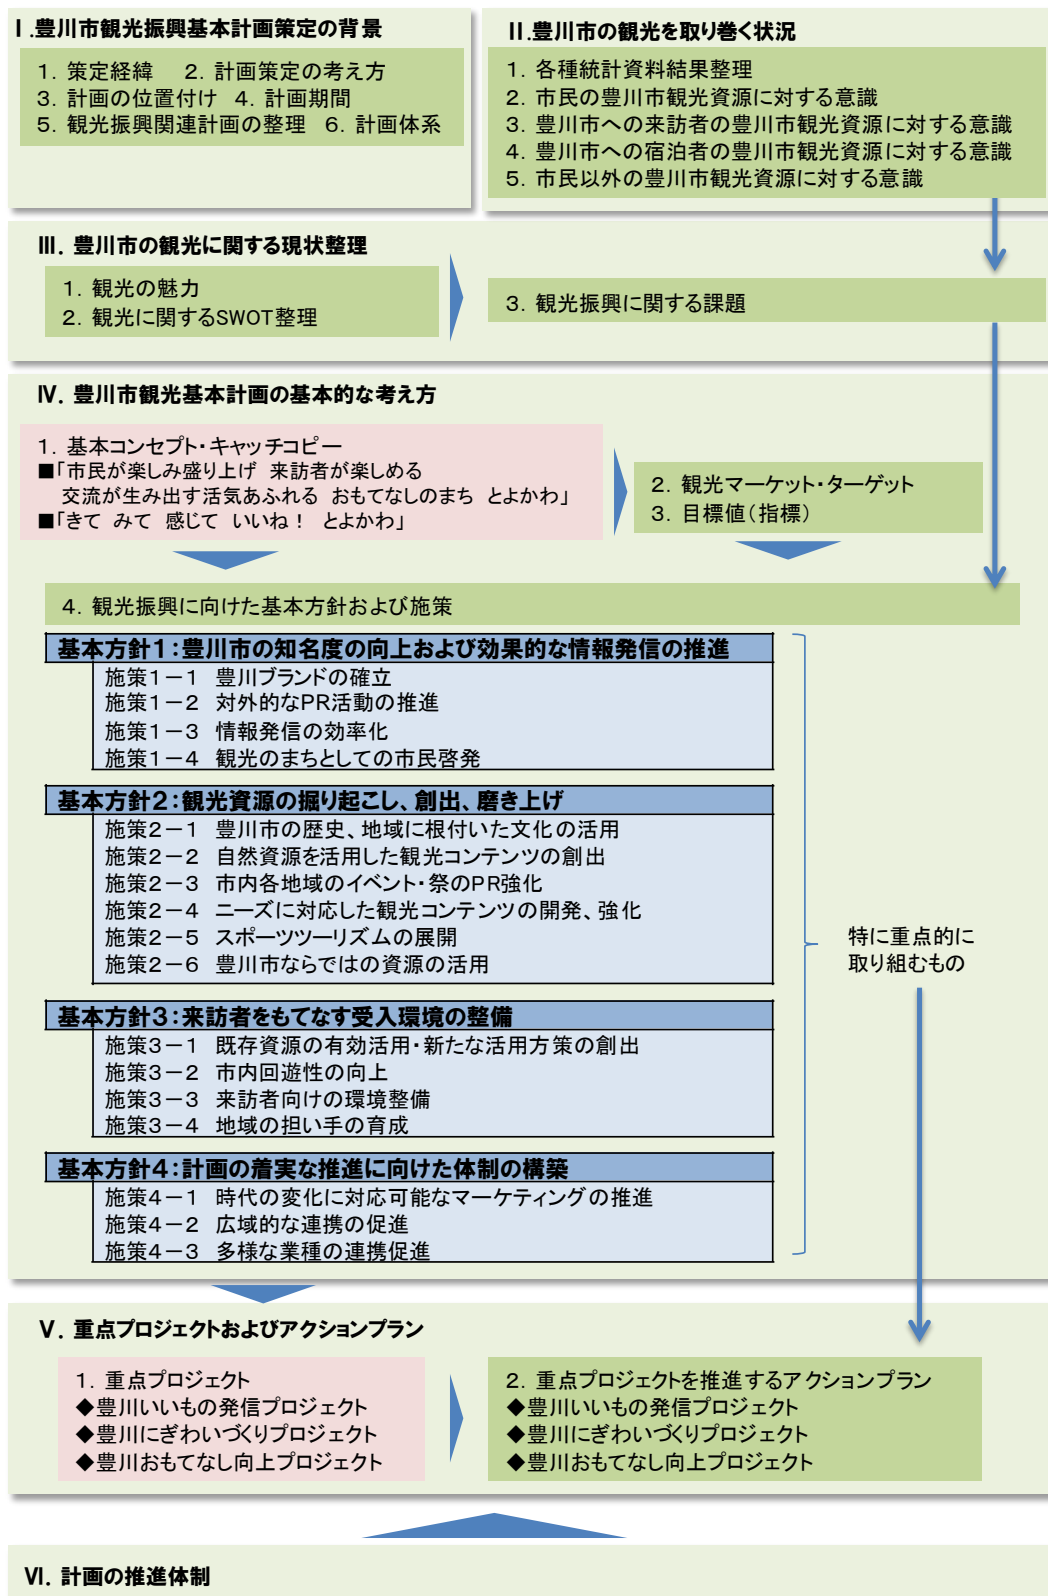 Ⅰ.豊川市観光振興基本計画策定の背景
１．策定経緯　２．計画策定の考え方
３．計画の位置付け　４．計画期間
５．観光振興関連計画の整理　６．計画体系
Ⅱ.豊川市の観光を取り巻く状況
１．各種統計資料結果整理
２．市民の豊川市観光資源に対する意識
３．豊川市への来訪者の豊川市観光資源に対する意識
４．豊川市への宿泊者の豊川市観光資源に対する意識
５．市民以外の豊川市観光資源に対する意識
Ⅲ．豊川市の観光に関する現状整理
１．観光の魅力
２．観光に関するSWOT整理
３．観光振興に関する課題
Ⅳ．豊川市観光基本計画の基本的な考え方
１．基本コンセプト・キャッチコピー
■「市民が楽しみ盛り上げ　来訪者が楽しめる
交流が生み出す活気あふれる　おもてなしのまち　とよかわ」
■「きて　みて　感じて　いいね！　とよかわ」
２．観光マーケット・ターゲット
３．目標値（指標）
４．観光振興に向けた基本方針および施策
基本方針１：豊川市の知名度の向上および効果的な情報発信の推進
施策１－１　豊川ブランドの確立
施策１－２　対外的なPR活動の推進
施策１－３　情報発信の効率化
施策１－４　観光のまちとしての市民啓発
基本方針２：観光資源の掘り起こし、創出、磨き上げ
施策２－１　豊川市の歴史、地域に根付いた文化の活用
施策２－２　自然資源を活用した観光コンテンツの創出
施策２－３　市内各地域のイベント・祭のPR強化
施策２－４　ニーズに対応した観光コンテンツの開発、強化
施策２－５　スポーツツーリズムの展開
施策２－６　豊川市ならではの資源の活用
基本方針３：来訪者をもてなす受入環境の整備
施策３－１　既存資源の有効活用・新たな活用方策の創出
施策３－２　市内回遊性の向上
施策３－３　来訪者向けの環境整備
施策３－４　地域の担い手の育成
基本方針４：計画の着実な推進に向けた体制の構築
施策４－１　時代の変化に対応可能なマーケティングの推進
施策４－２　広域的な連携の促進
施策４－３　多様な業種の連携促進
特に重点的に
取り組むもの
Ⅴ．重点プロジェクトおよびアクションプラン
１．重点プロジェクト
◆豊川いいもの発信プロジェクト
◆豊川にぎわいづくりプロジェクト
◆豊川おもてなし向上プロジェクト
２．重点プロジェクトを推進するアクションプラン
◆豊川いいもの発信プロジェクト
◆豊川にぎわいづくりプロジェクト
◆豊川おもてなし向上プロジェクト
Ⅵ．計画の推進体制